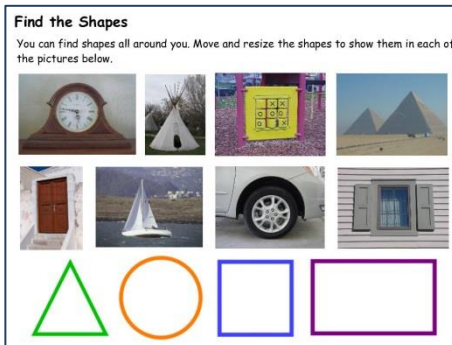 Find the Shapes
You can find shapes all around you. Move and resize the shapes to show them in each of
the pictures below.